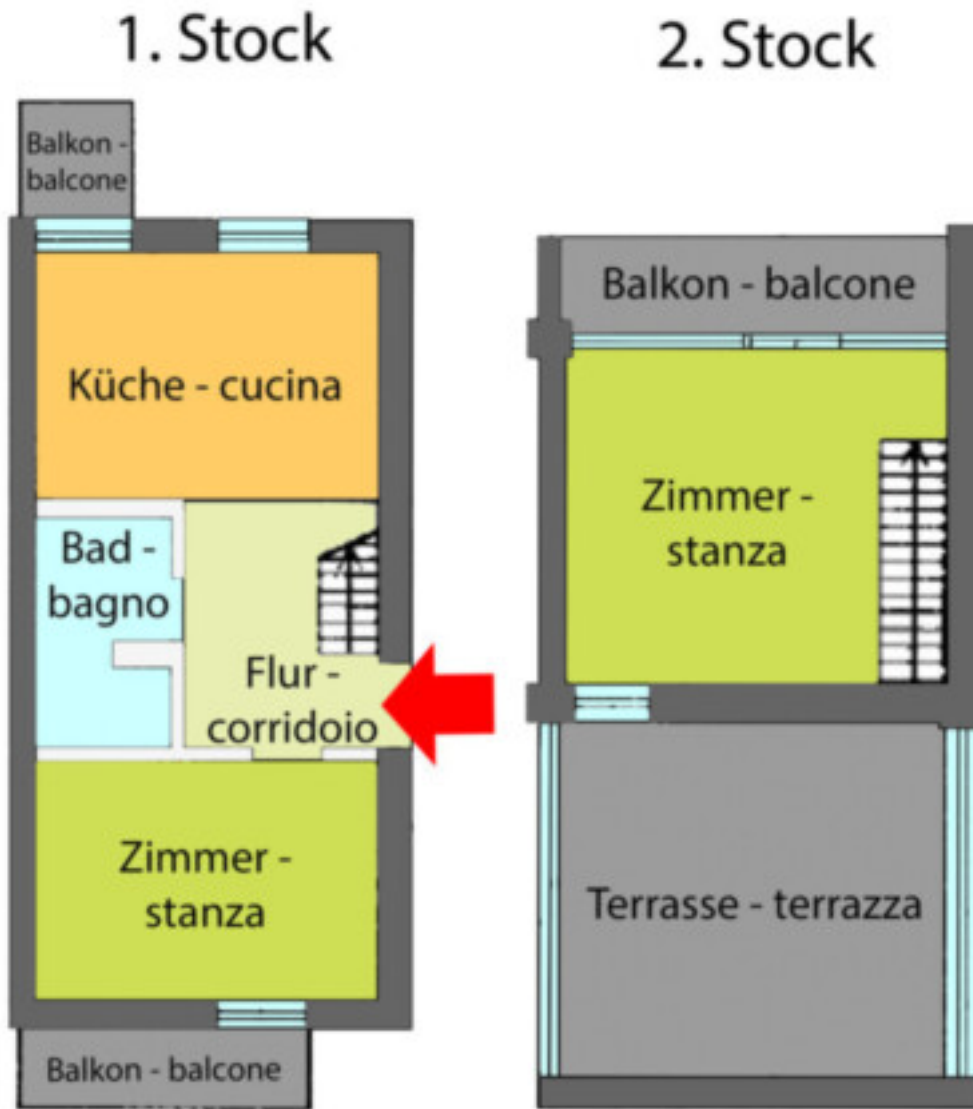 1. Stock
2. Stock
Balkon -
balcone
Küche - cucina
Bad -
bagno
Flur -
corridoio
Zimmer -
stanza
Balkon - balcone
Balkon - balcone
Zimmer -
stanza
Terrasse - terrazza